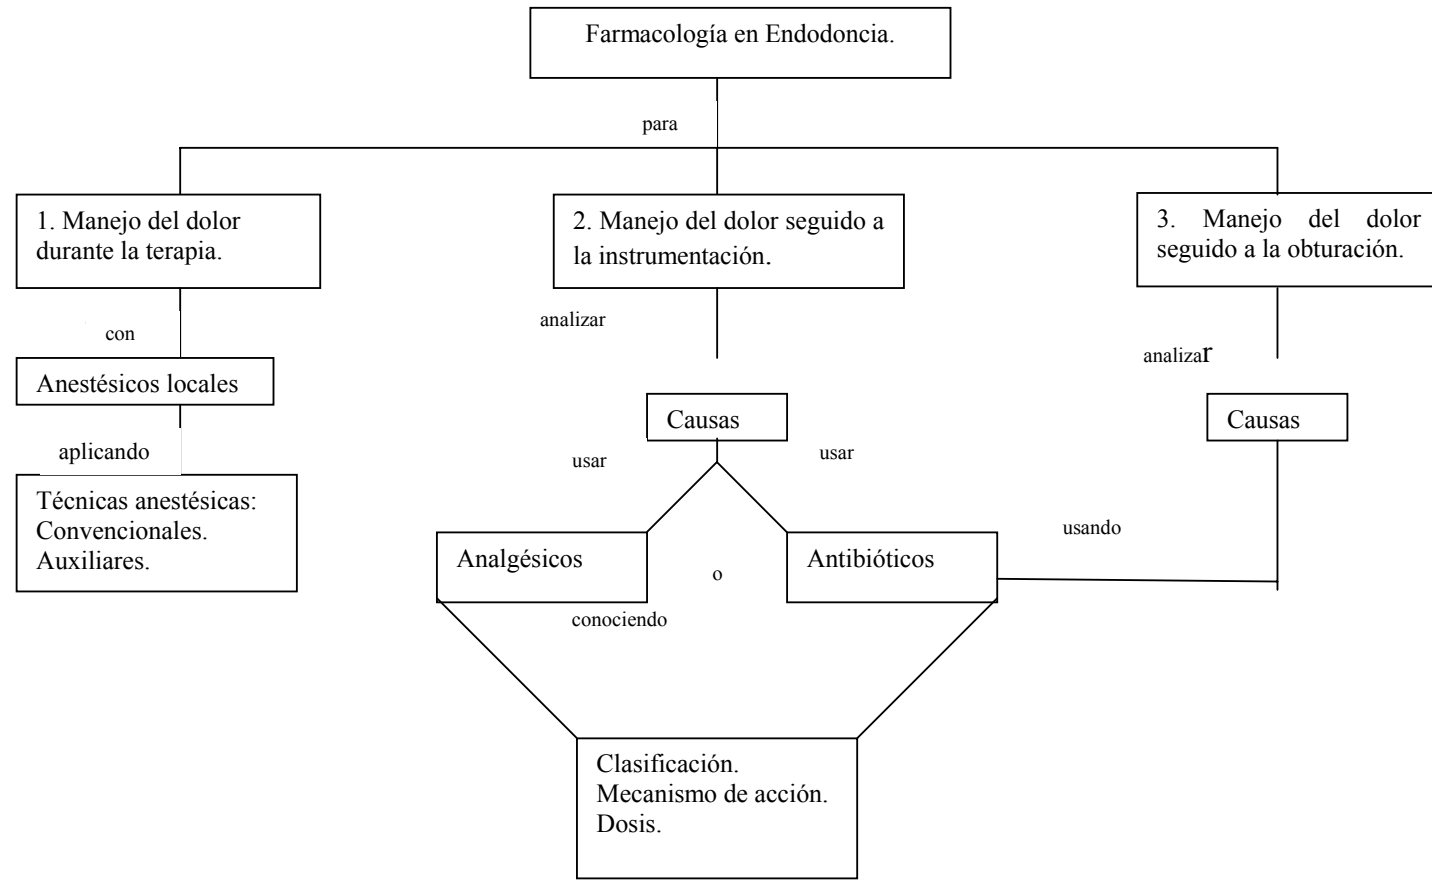 Farmacología en Endodoncia.
para
1. Manejo del dolor
durante la terapia.
2. Manejo del dolor seguido a
la instrumentación.
3. Manejo del dolor
seguido a la obturación.
con
analizar
analizar
Anestésicos locales
Causas
Causas
aplicando
usar
usar
Técnicas anestésicas:
Convencionales.
Auxiliares.
usando
Analgésicos
o
Antibióticos
conociendo
Clasificación.
Mecanismo de acción.
Dosis.